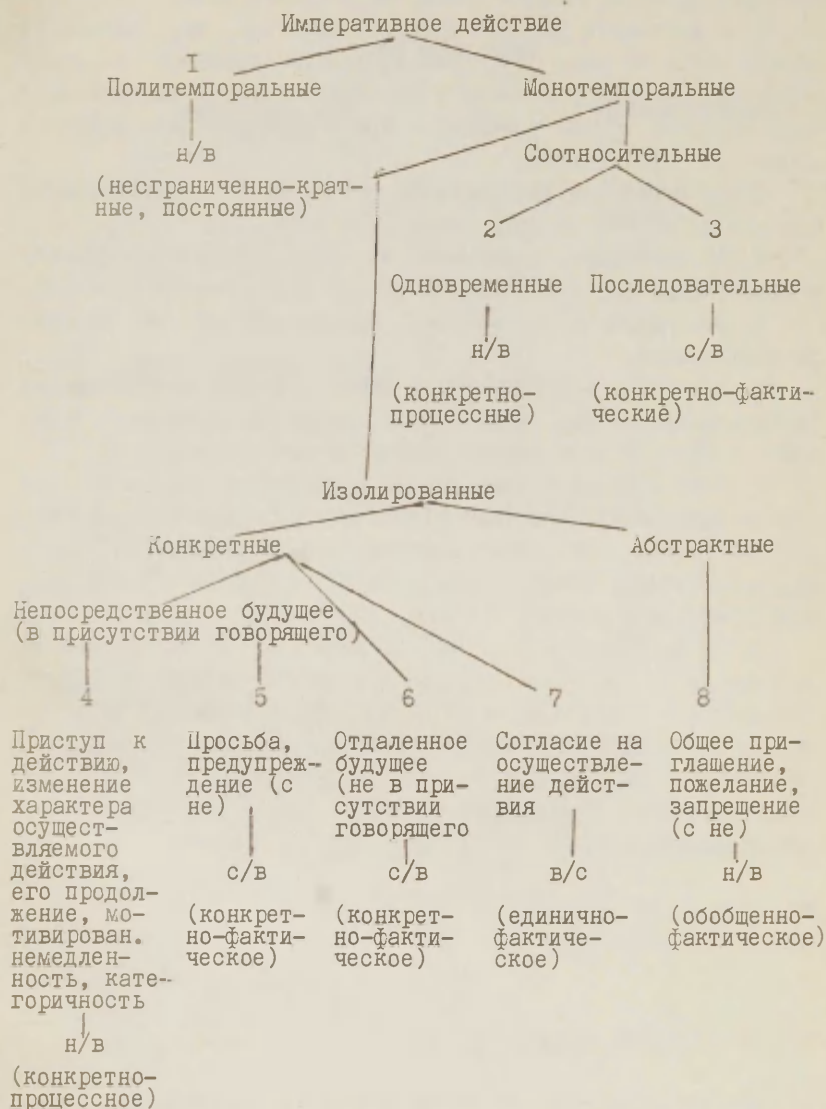 Императивное действие
I
Политемпоральные
Монотемпоральные
н/в
(несграниченно-крат-
ные, постоянные)
Соотносительные
2
3
Одновременные
Последовательные
н/в
с/в
(конкретно-
процессные)
(конкретно-факти-
ческие)
Изолированные
Конкретные
Абстрактные
Непосредственное будущее
(в присутствии говорящего)
4
5
6
7
8
Приступ к
действию,
изменение
характера
осущест-
вляемого
действия,
его продол-
жение, мо-
тивирован.
немедлен-
ность, кате-
горичность
н/в
(конкретно-
процессное)
Просьба,
предупреж-
дение (с
не)
с/в
(конкрет-
но-факти-
ческое)
Отдаленное
будущее
(не в при-
сутствии
говорящего
с/в
(конкрет-
но-факти-
ческое)
Согласие на
осуществле-
ние дейст-
вия
в/с
(единично-
фактиче-
ское)
Общее при-
глашение,
пожелание,
запрещение
(с не)
н/в
(обобщенно-
фактическое)